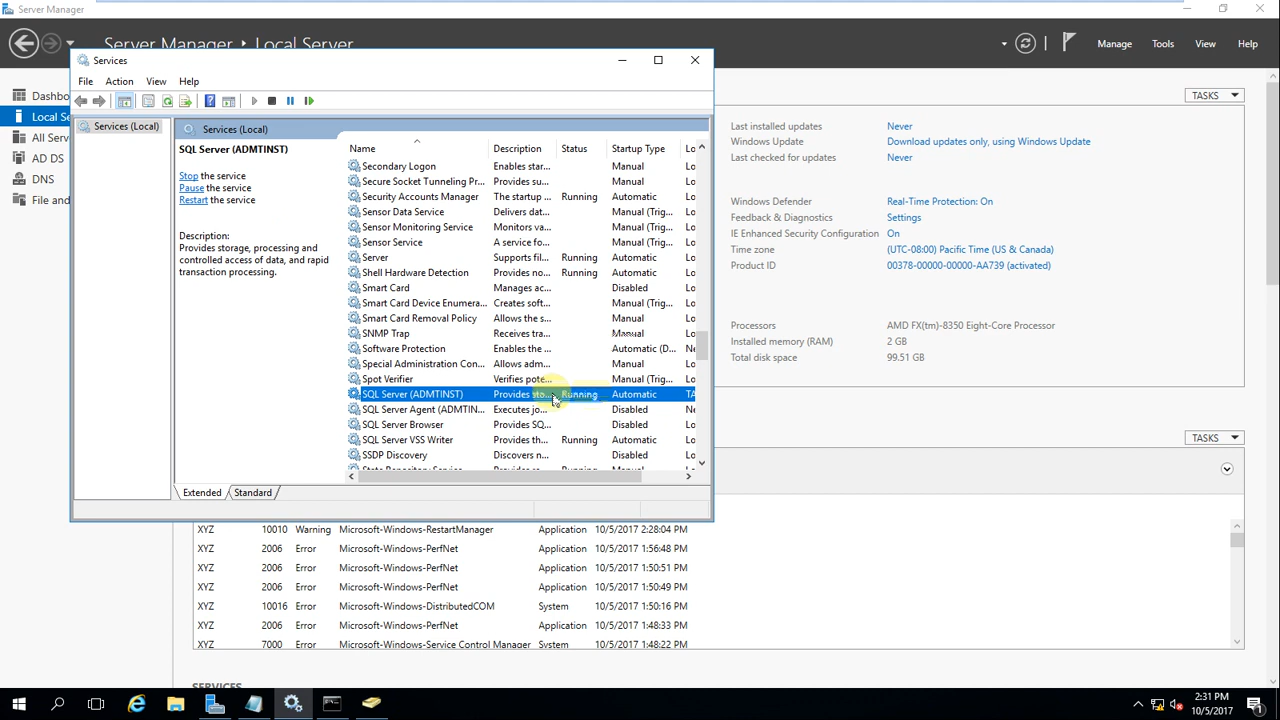 Server Manager
Server Manager › Local Server
Manage Tools View Help
Services
File Action View Help
Dashbo
Local Se
All Serv
AD DS
DNS
File and
Services (Local)
Services (Local)
SQL Server (ADMTINST)
Stop the service
Pause the service
Restart the service
Description:
Provides storage, processing and
controlled access of data, and rapid
transaction processing.
Name Description Status Startup Type Lo
Secondary Logon Enables star... Manual Lo
Secure Socket Tunneling Pr... Provides su... Manual Lo
Security Accounts Manager The startup ... Running Automatic Lo
Sensor Data Service Delivers dat... Manual (Trig... Lo
Sensor Monitoring Service Monitors va... Manual (Trig... Lo
Sensor Service A service fo... Manual (Trig... Lo
Server Supports fil... Running Automatic Lo
Shell Hardware Detection Provides no... Running Automatic Lo
Smart Card Manages ac... Disabled Lo
Smart Card Device Enumera... Creates soft... Manual (Trig... Lo
Smart Card Removal Policy Allows the s... Manual Lo
SNMP Trap Receives tra... Manual Lo
Software Protection Enables the ... Automatic (D... Ne
Special Administration Con... Allows adm... Manual Lo
Spot Verifier Verifies pote... Manual (Trig... Lo
SQL Server (ADMTINST) Provides sto... Running Automatic TA
SQL Server Agent (ADMTIN... Executes jo... Disabled Ne
SQL Server Browser Provides SQ... Disabled Lo
SQL Server VSS Writer Provides th... Running Automatic Lo
SSDP Discovery Discovers n... Disabled Lo
State Repository Service Provides re... Running Manual Lo
Extended Standard
TASKS
Last installed updates Never
Windows Update Download updates only, using Windows Update
Last checked for updates Never
Windows Defender Real-Time Protection: On
Feedback & Diagnostics Settings
IE Enhanced Security Configuration On
Time zone (UTC-08:00) Pacific Time (US & Canada)
Product ID 00378-00000-00000-AA739 (activated)
Processors AMD FX(tm)-8350 Eight-Core Processor
Installed memory (RAM) 2 GB
Total disk space 99.51 GB
TASKS
XYZ 10010 Warning Microsoft-Windows-RestartManager Application 10/5/2017 2:28:04 PM
XYZ 2006 Error Microsoft-Windows-PerfNet Application 10/5/2017 1:56:48 PM
XYZ 2006 Error Microsoft-Windows-PerfNet Application 10/5/2017 1:50:51 PM
XYZ 2006 Error Microsoft-Windows-PerfNet Application 10/5/2017 1:50:49 PM
XYZ 10016 Error Microsoft-Windows-DistributedCOM System 10/5/2017 1:50:16 PM
XYZ 2006 Error Microsoft-Windows-PerfNet Application 10/5/2017 1:48:33 PM
XYZ 7000 Error Microsoft-Windows-Service Control Manager System 10/5/2017 1:48:22 PM
SERVICES
2:31 PM
10/5/2017
1